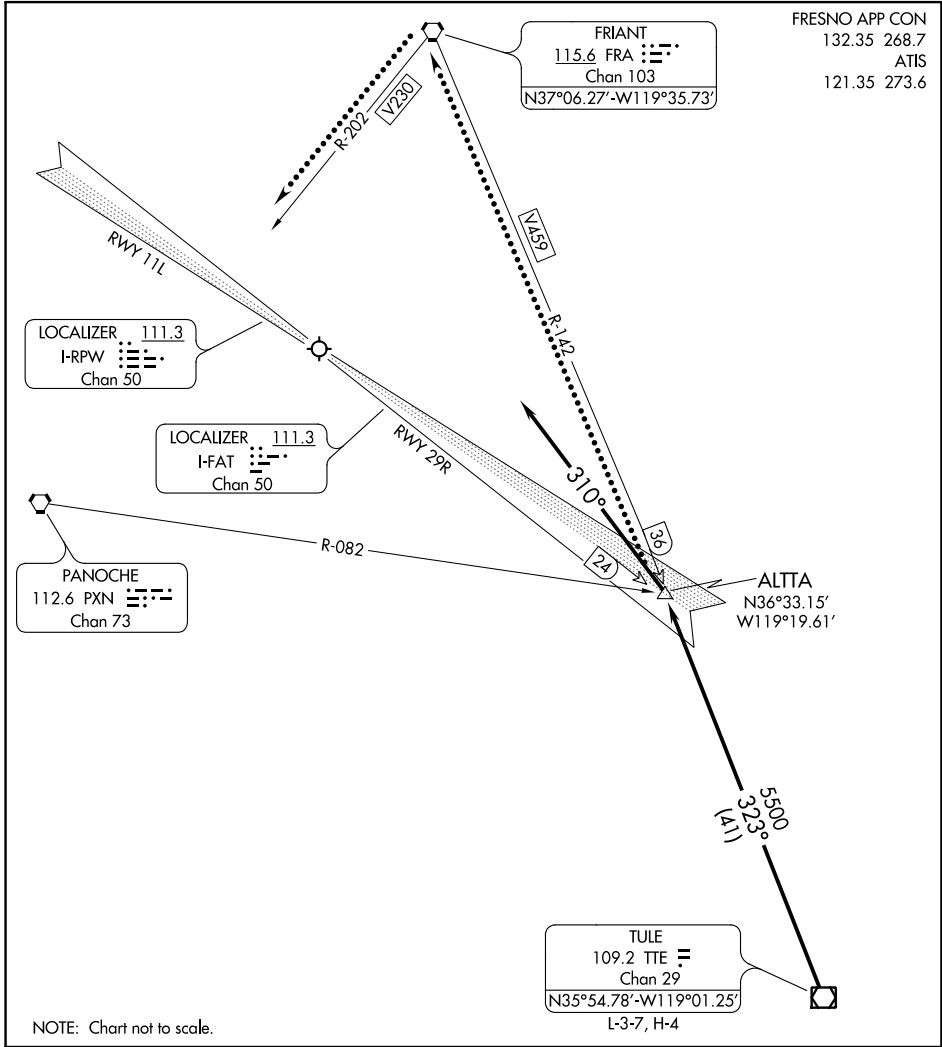 FRESNO APP CON
132.35 268.7
ATIS
121.35 273.6
FRIANT
115.6 FRA
Chan 103
N37°06.27'-W119°35.73'
R-202
V230
V459
R-142
RWY 11L
LOCALIZER 111.3
I-RPW
Chan 50
LOCALIZER 111.3
I-FAT
Chan 50
RWY 29R
310°
36
24
R-082
PANOCHE
112.6 PXN
Chan 73
ALTTA
N36°33.15'
W119°19.61'
5500
323°
(41)
TULE
109.2 TTE
Chan 29
N35°54.78'-W119°01.25'
L-3-7, H-4
NOTE: Chart not to scale.